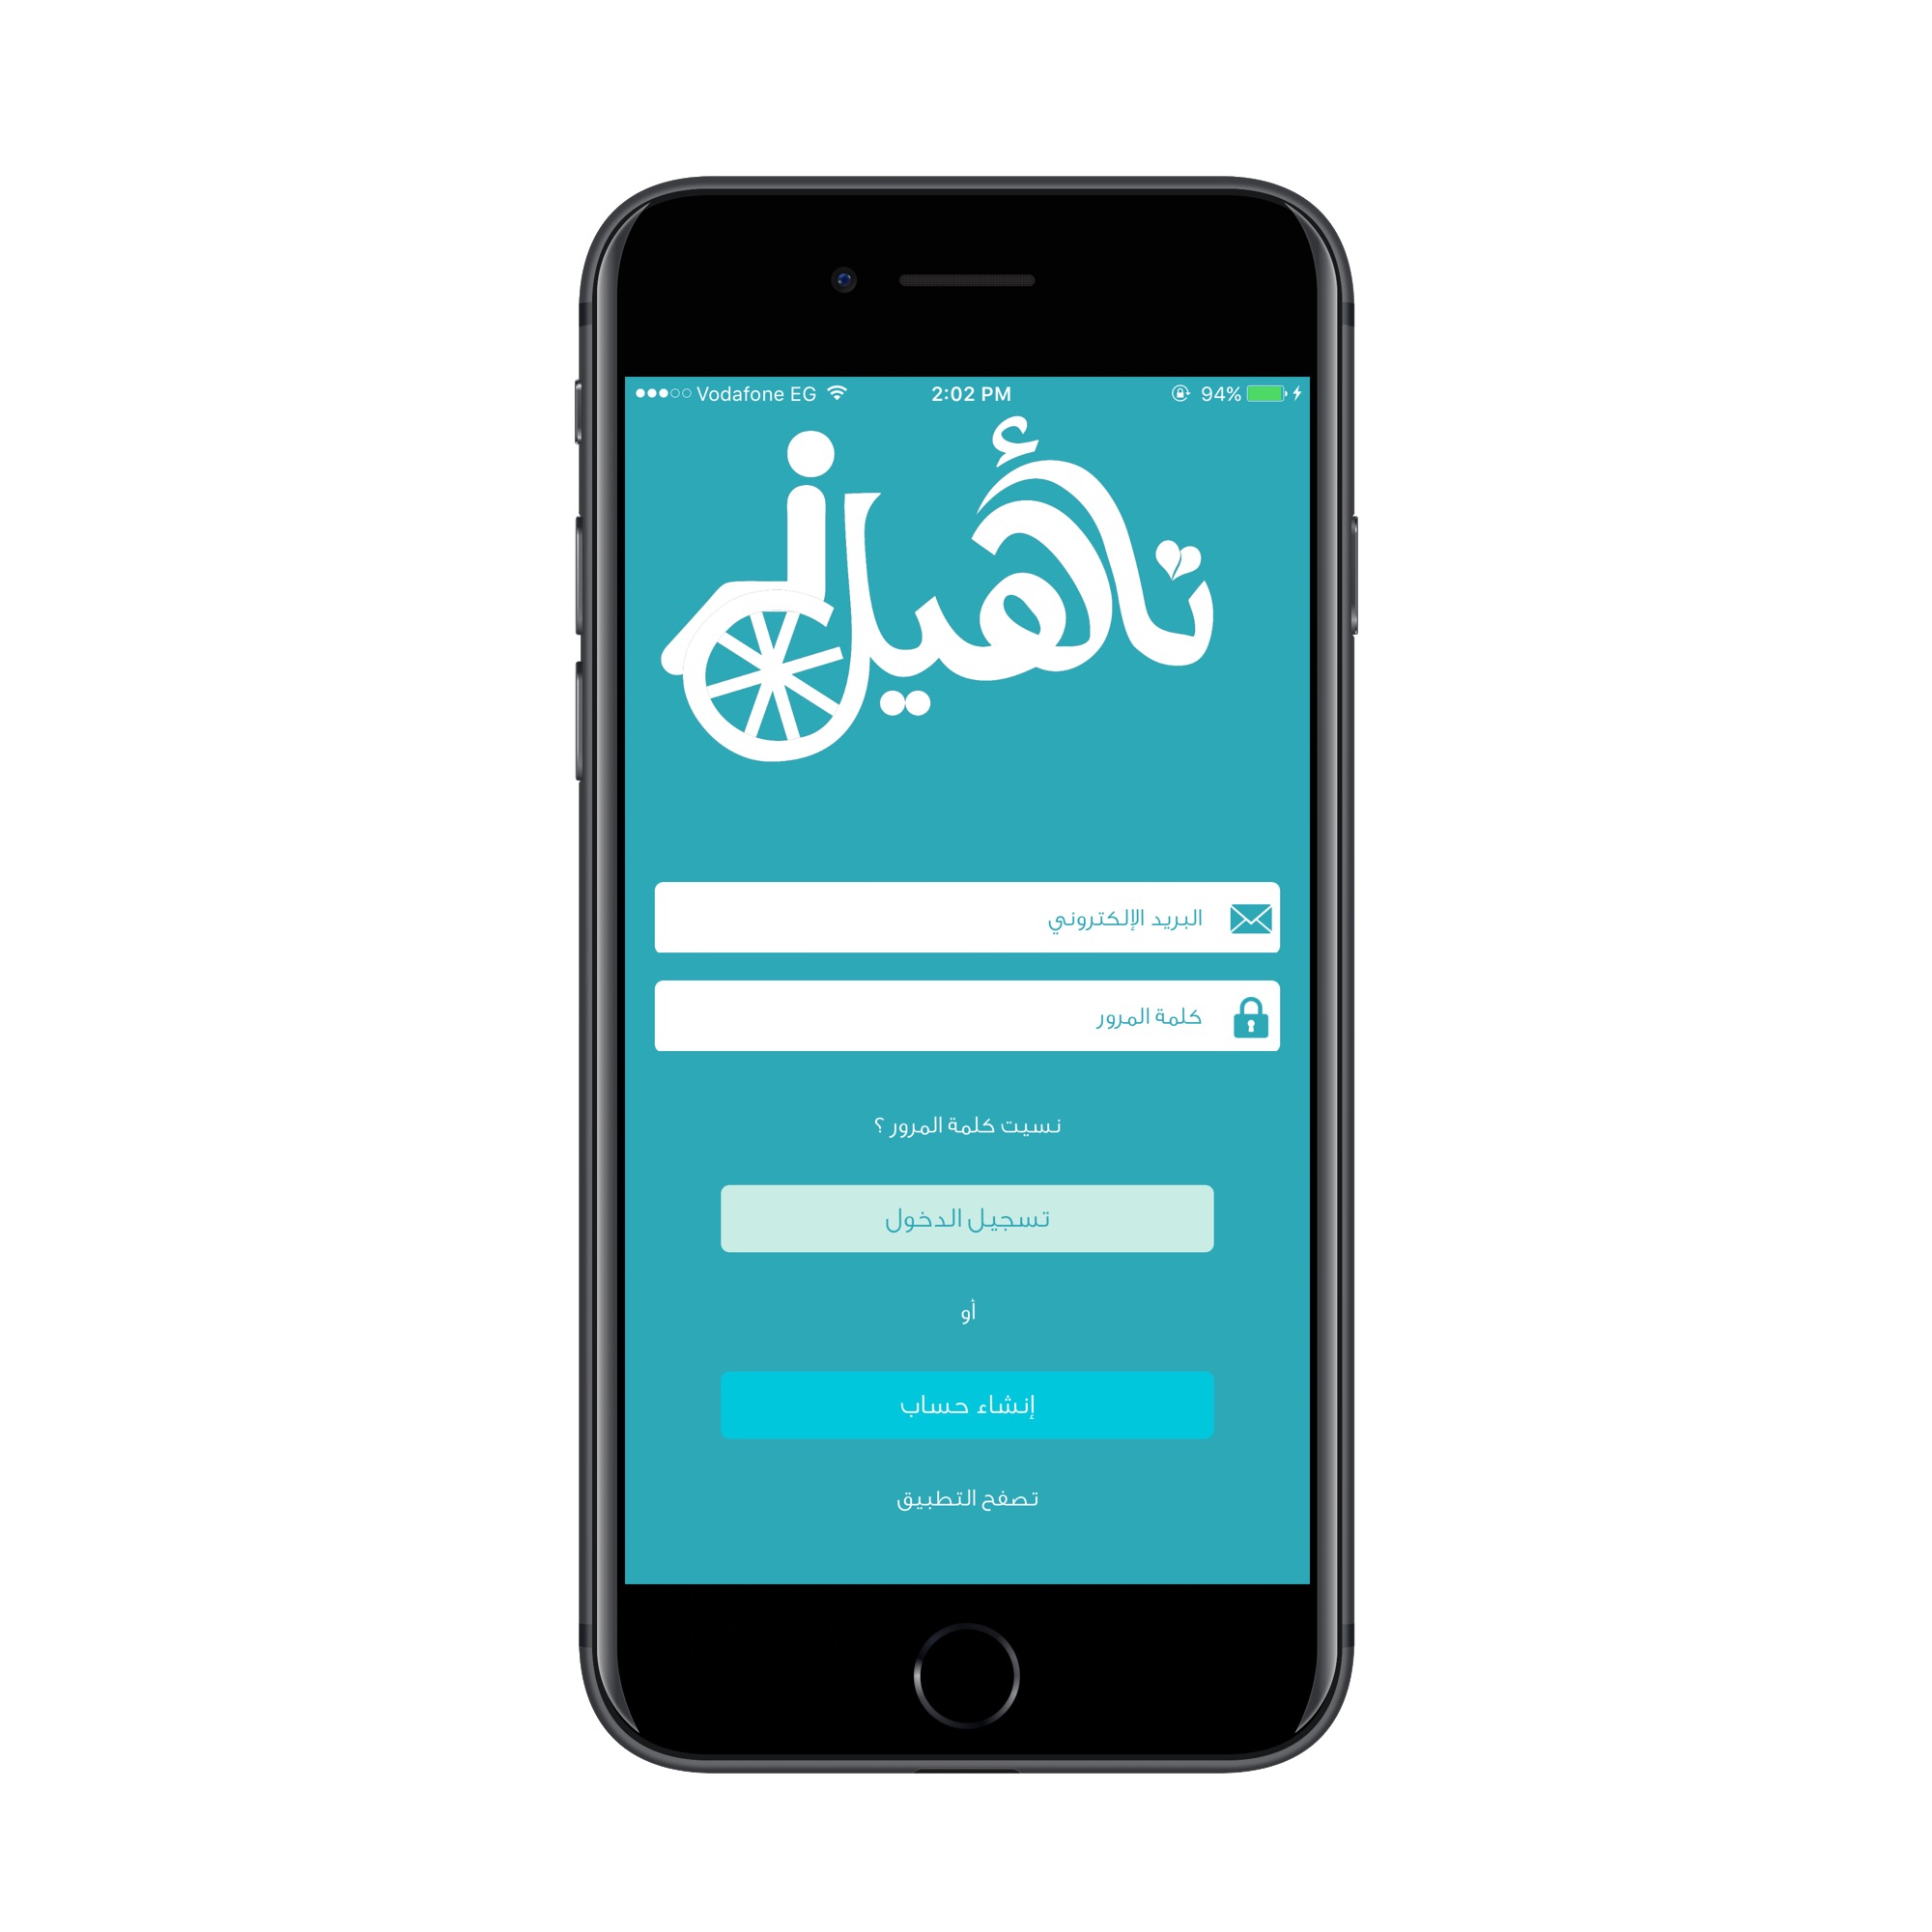 Vodafone EG 2:02 PM 94%
تأهيل
البريد الإلكتروني
كلمة المرور
نسيت كلمة المرور ؟
تسجيل الدخول
أو
إنشاء حساب
تصفح التطبيق